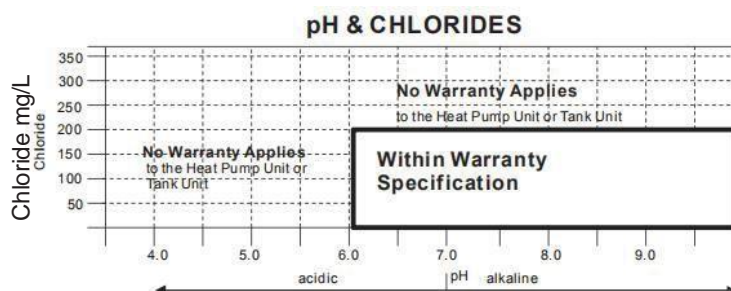 pH & CHLORIDES
Chloride mg/L
Chloride
350
300
250
200
150
100
50
No Warranty Applies
to the Heat Pump Unit or Tank Unit
No Warranty Applies
to the Heat Pump Unit or
Tank Unit
Within Warranty
Specification
4.0 5.0 6.0 7.0 8.0 9.0
acidic pH alkaline